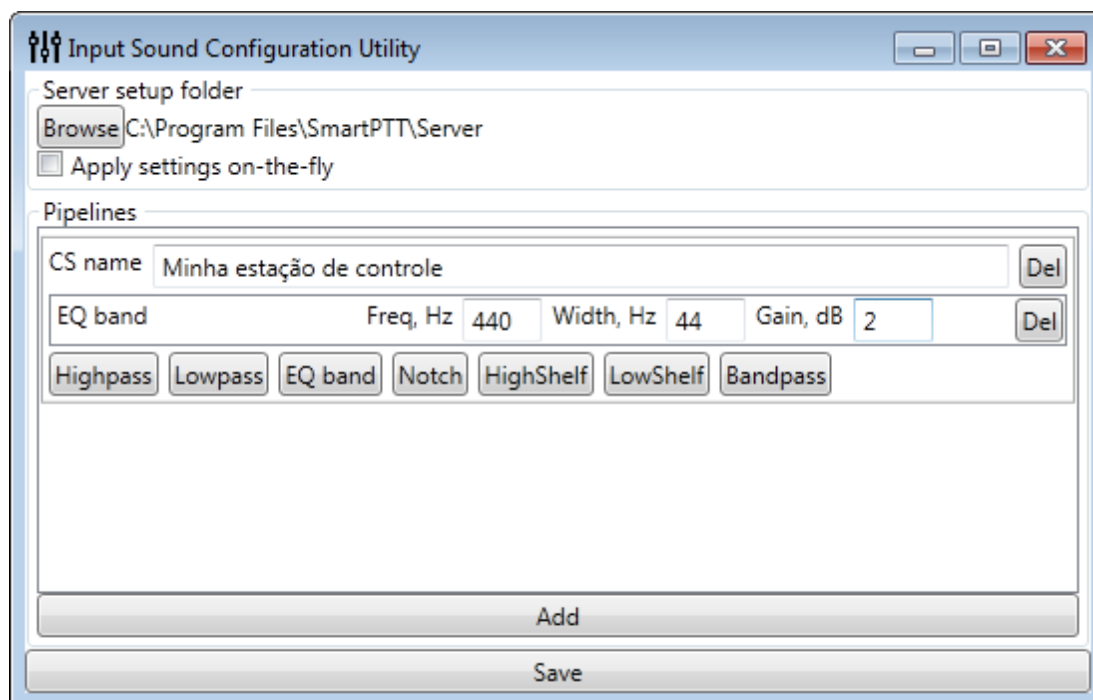 Input Sound Configuration Utility
Server setup folder
Browse C:\Program Files\SmartPTT\Server
Apply settings on-the-fly
Pipelines
CS name Minha estação de controle Del
EQ band Freq, Hz 440 Width, Hz 44 Gain, dB 2 Del
Highpass Lowpass EQ band Notch HighShelf LowShelf Bandpass
Add
Save